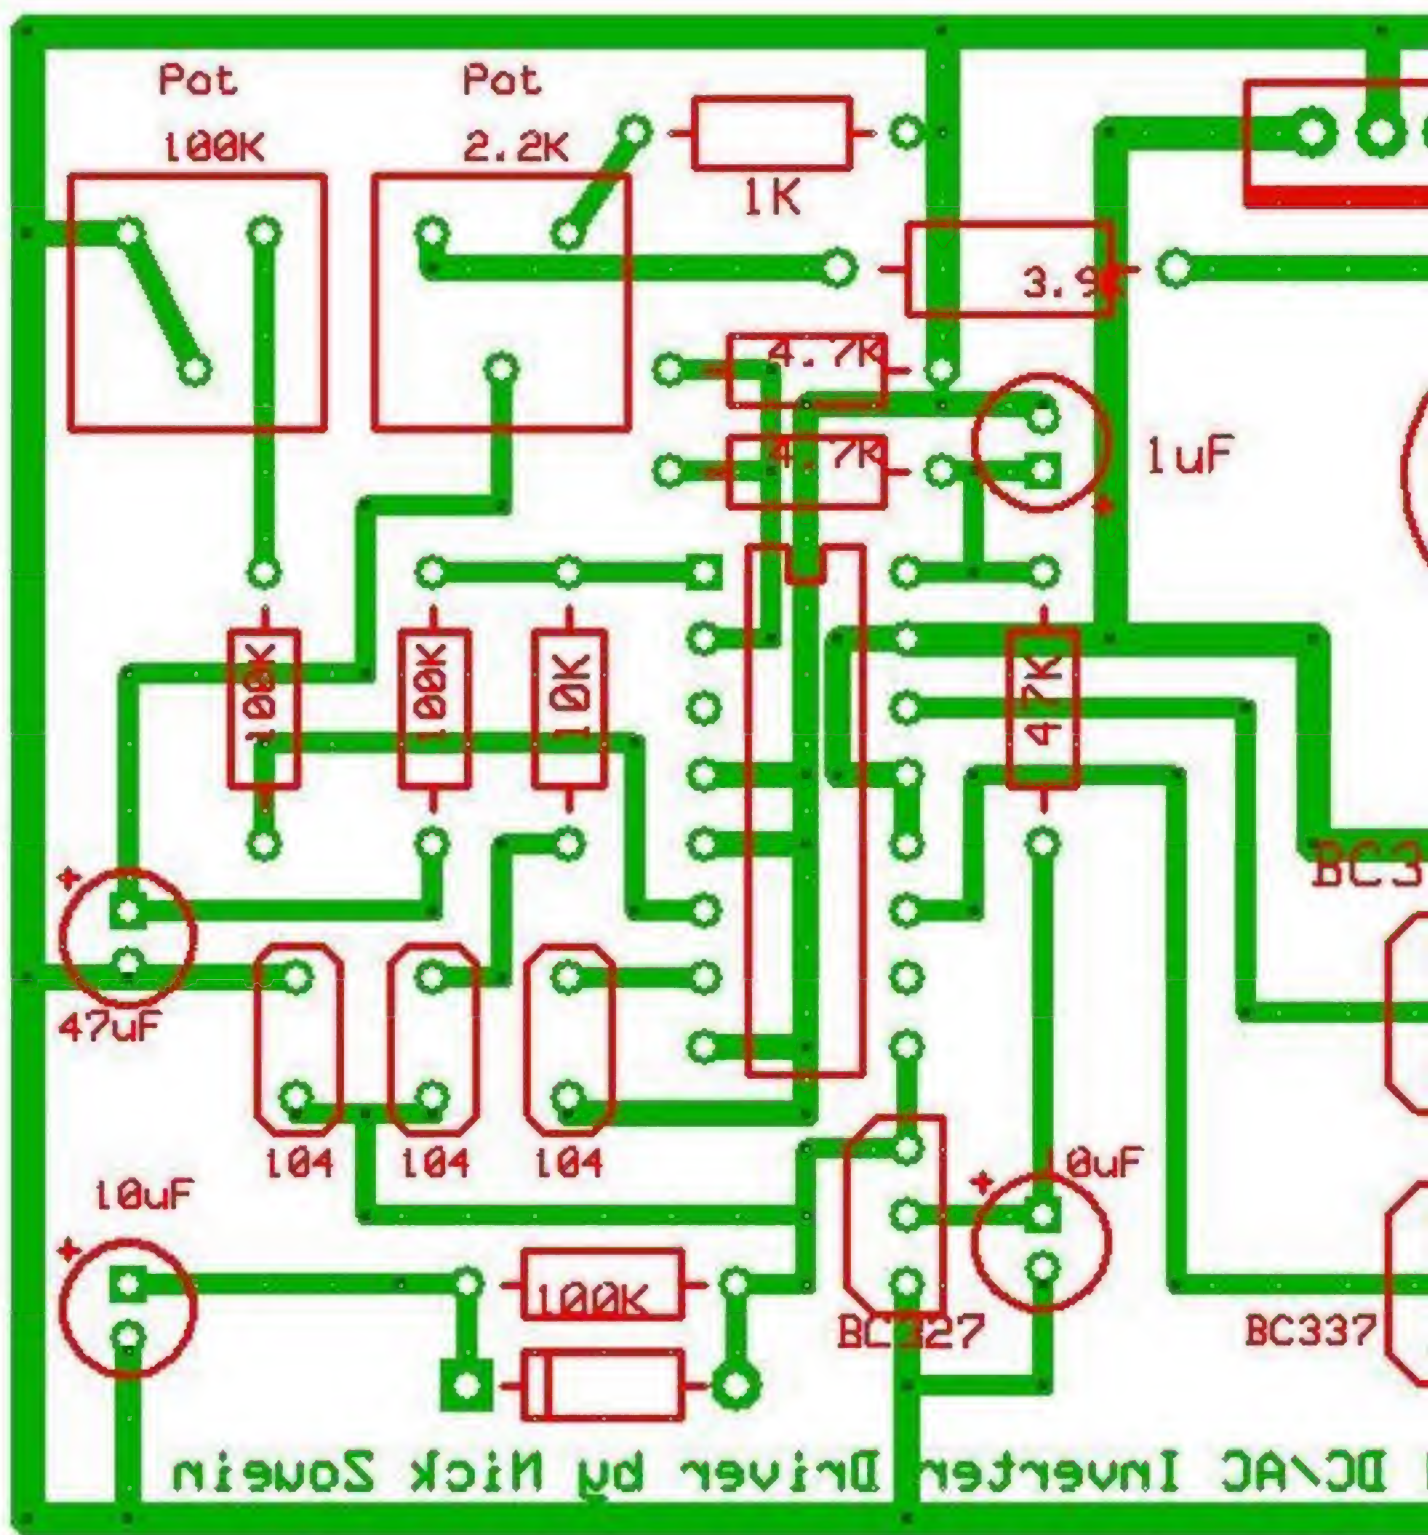 Pot
Pot
100K
2.2K
1K
3.9K
4.7K
4.7K
1uF
100K
100K
10K
47K
BC3
47uF
104
104
104
10uF
10uF
100K
BC327
BC337
DC/AC Inverter Driver by Nick Zouein